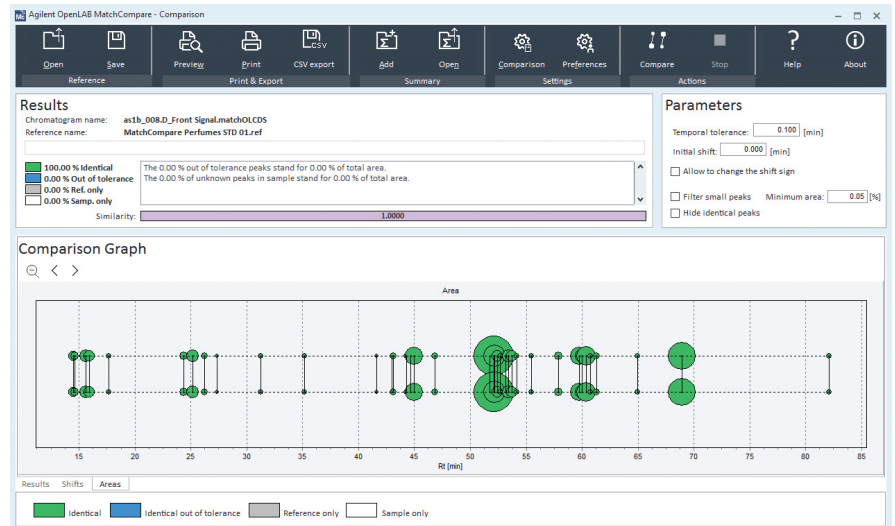 Mc Agilent OpenLAB MatchCompare - Comparison
Open Save Preview Print CSV export Add Open Comparison Preferences Compare Stop Help About
CSV
Reference Print & Export Summary Settings Actions
Results
Chromatogram name: as1b_008.D_Front Signal.matchOLCDS
Reference name: MatchCompare Perfumes STD 01.ref
100.00 % Identical
0.00 % Out of tolerance
0.00 % Ref. only
0.00 % Samp. only
The 0.00 % out of tolerance peaks stand for 0.00 % of total area.
The 0.00 % of unknown peaks in sample stand for 0.00 % of total area.
Similarity: 1.0000
Parameters
Temporal tolerance: 0.100 [min]
Initial shift: 0.000 [min]
Allow to change the shift sign
Filter small peaks Minimum area: 0.05 [%]
Hide identical peaks
Comparison Graph
Area
15 20 25 30 35 40 45 50 55 60 65 70 75 80 85
Rt [min]
Results Shifts Areas
Identical Identical out of tolerance Reference only Sample only